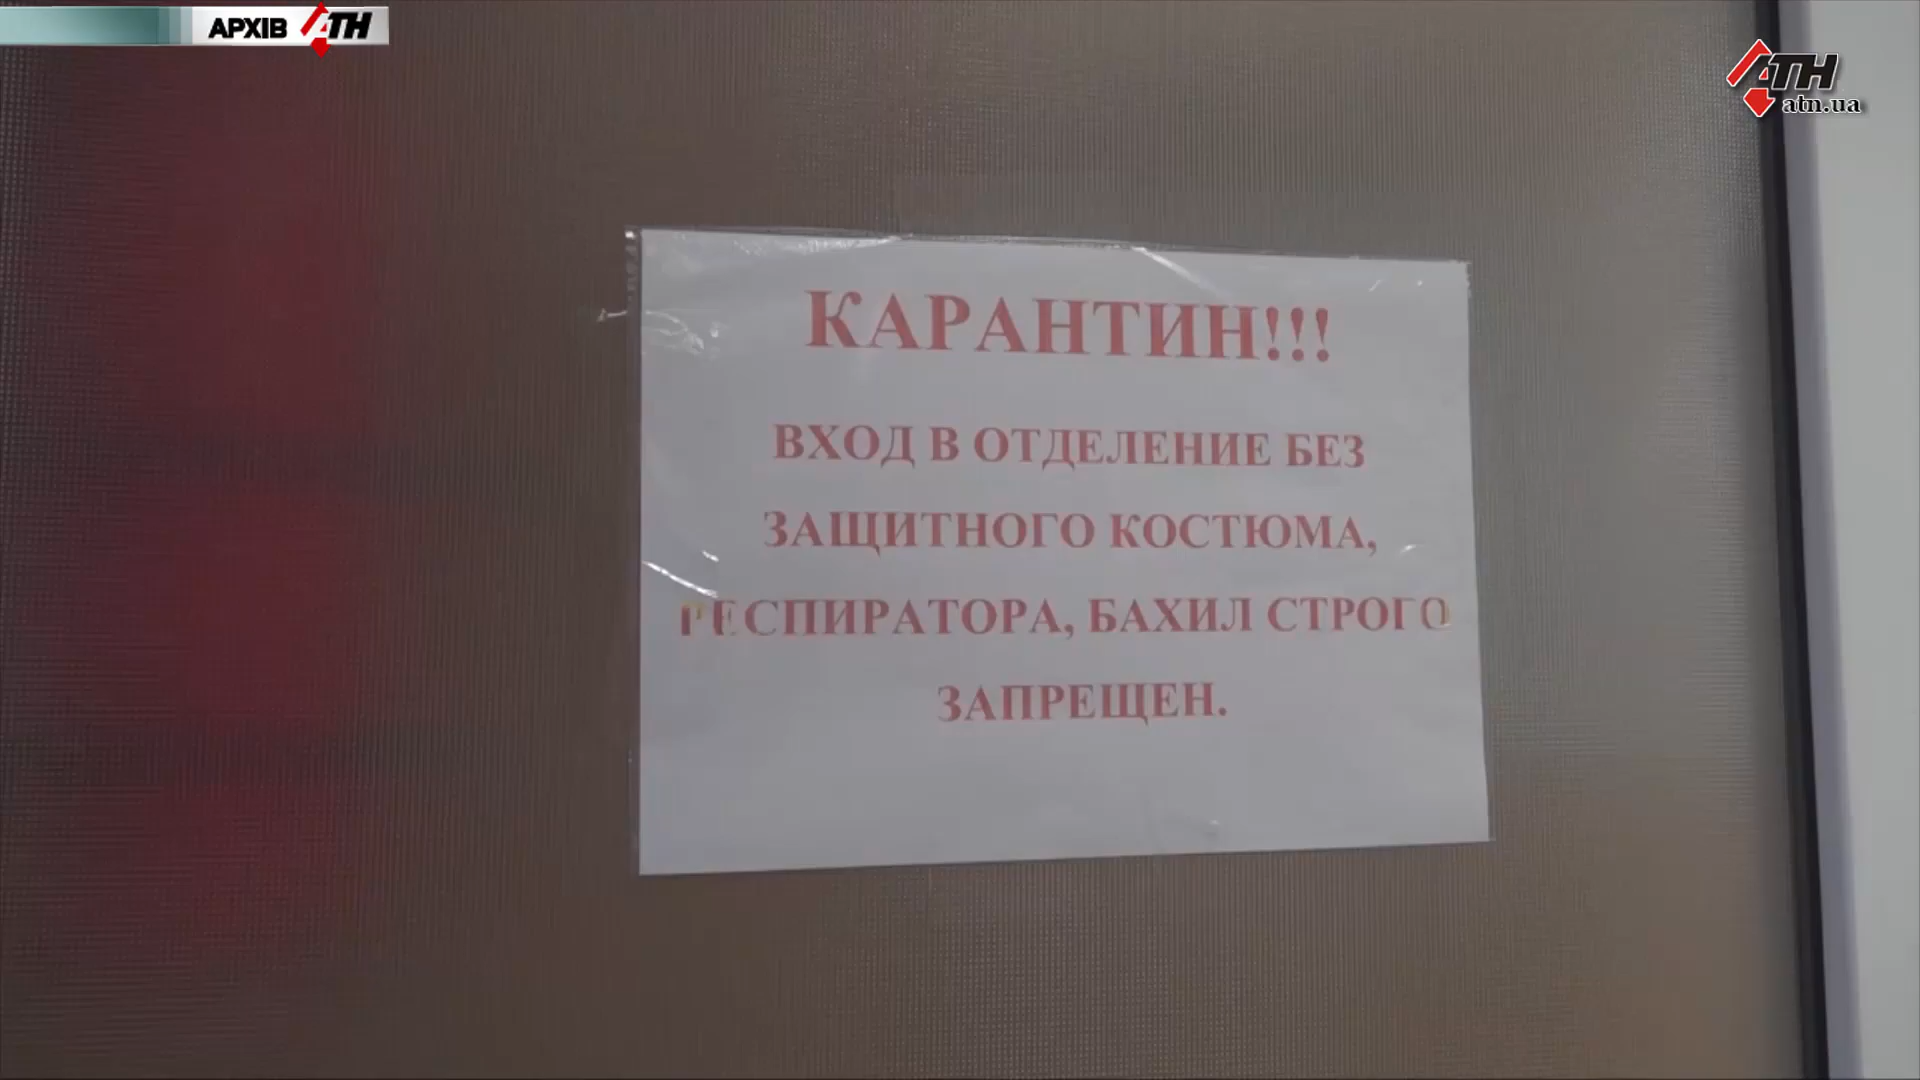 АРХІВ АТН
АТН
atn.ua
КАРАНТИН!!!
ВХОД В ОТДЕЛЕНИЕ БЕЗ
ЗАЩИТНОГО КОСТЮМА,
РЕСПИРАТОРА, БАХИЛ СТРОГО
ЗАПРЕЩЕН.